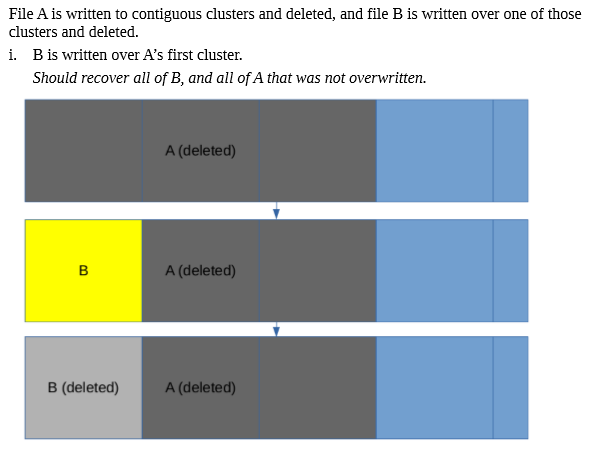 File A is written to contiguous clusters and deleted, and file B is written over one of those
clusters and deleted.
i. B is written over A’s first cluster.
Should recover all of B, and all of A that was not overwritten.
A (deleted)
B A (deleted)
B (deleted) A (deleted)